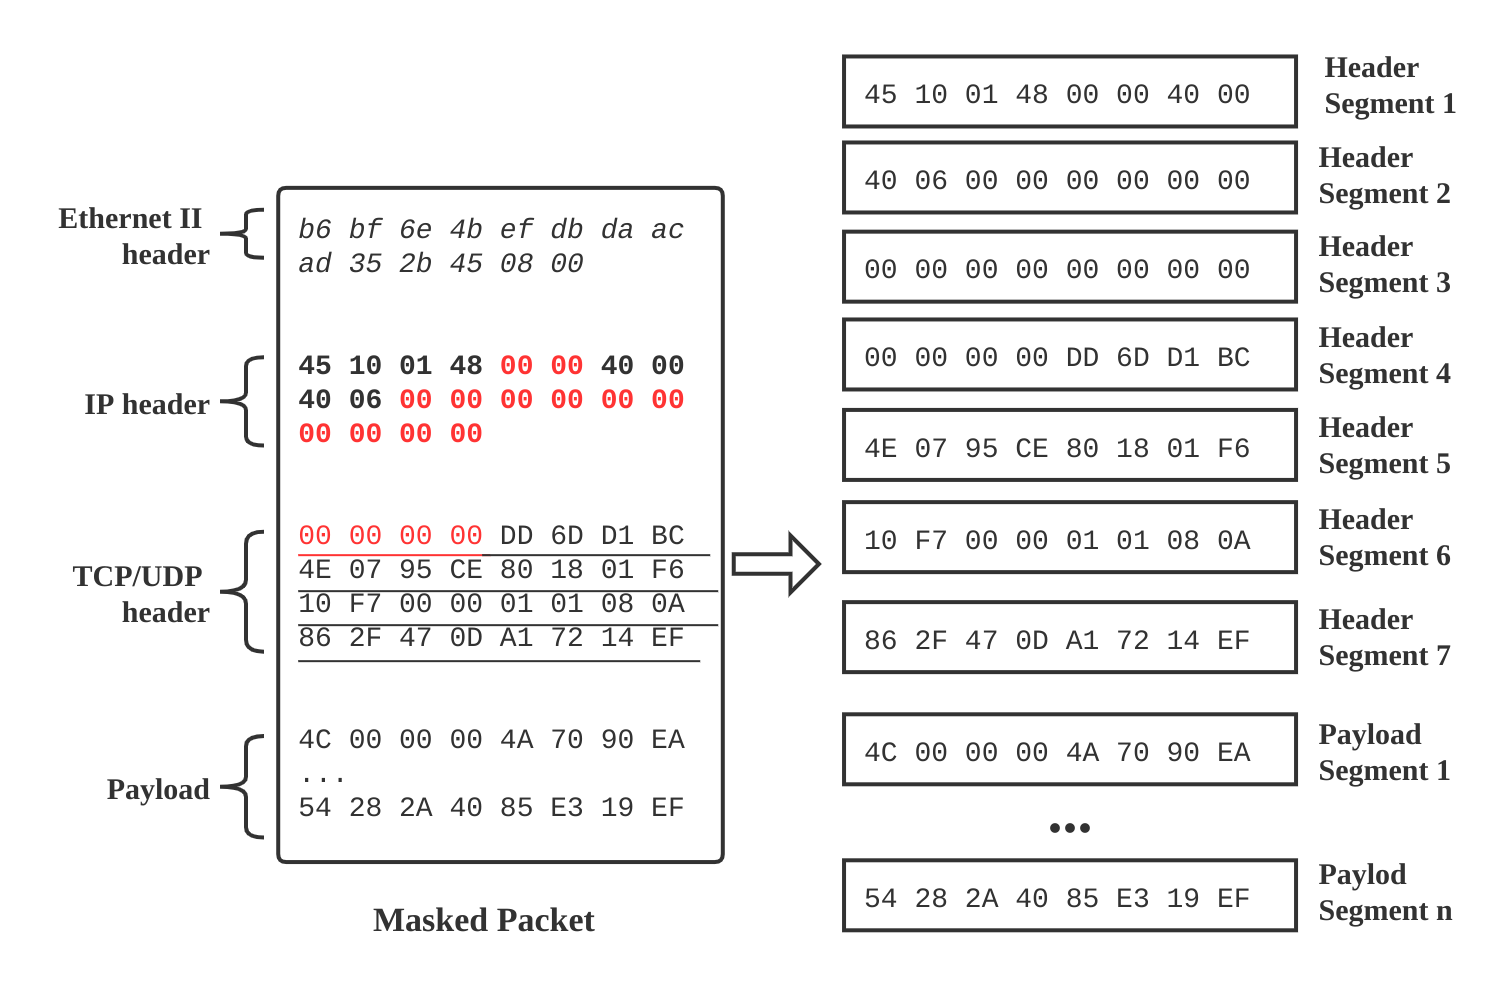 Ethernet II
header
b6 bf 6e 4b ef db da ac
ad 35 2b 45 08 00
IP header
45 10 01 48 00 00 40 00
40 06 00 00 00 00 00 00
00 00 00 00
TCP/UDP
header
00 00 00 00 DD 6D D1 BC
4E 07 95 CE 80 18 01 F6
10 F7 00 00 01 01 08 0A
86 2F 47 0D A1 72 14 EF
Payload
4C 00 00 00 4A 70 90 EA
...
54 28 2A 40 85 E3 19 EF
Masked Packet
45 10 01 48 00 00 40 00
Header
Segment 1
40 06 00 00 00 00 00 00
Header
Segment 2
00 00 00 00 00 00 00 00
Header
Segment 3
00 00 00 00 DD 6D D1 BC
Header
Segment 4
4E 07 95 CE 80 18 01 F6
Header
Segment 5
10 F7 00 00 01 01 08 0A
Header
Segment 6
86 2F 47 0D A1 72 14 EF
Header
Segment 7
4C 00 00 00 4A 70 90 EA
Payload
Segment 1
•••
54 28 2A 40 85 E3 19 EF
Paylod
Segment n